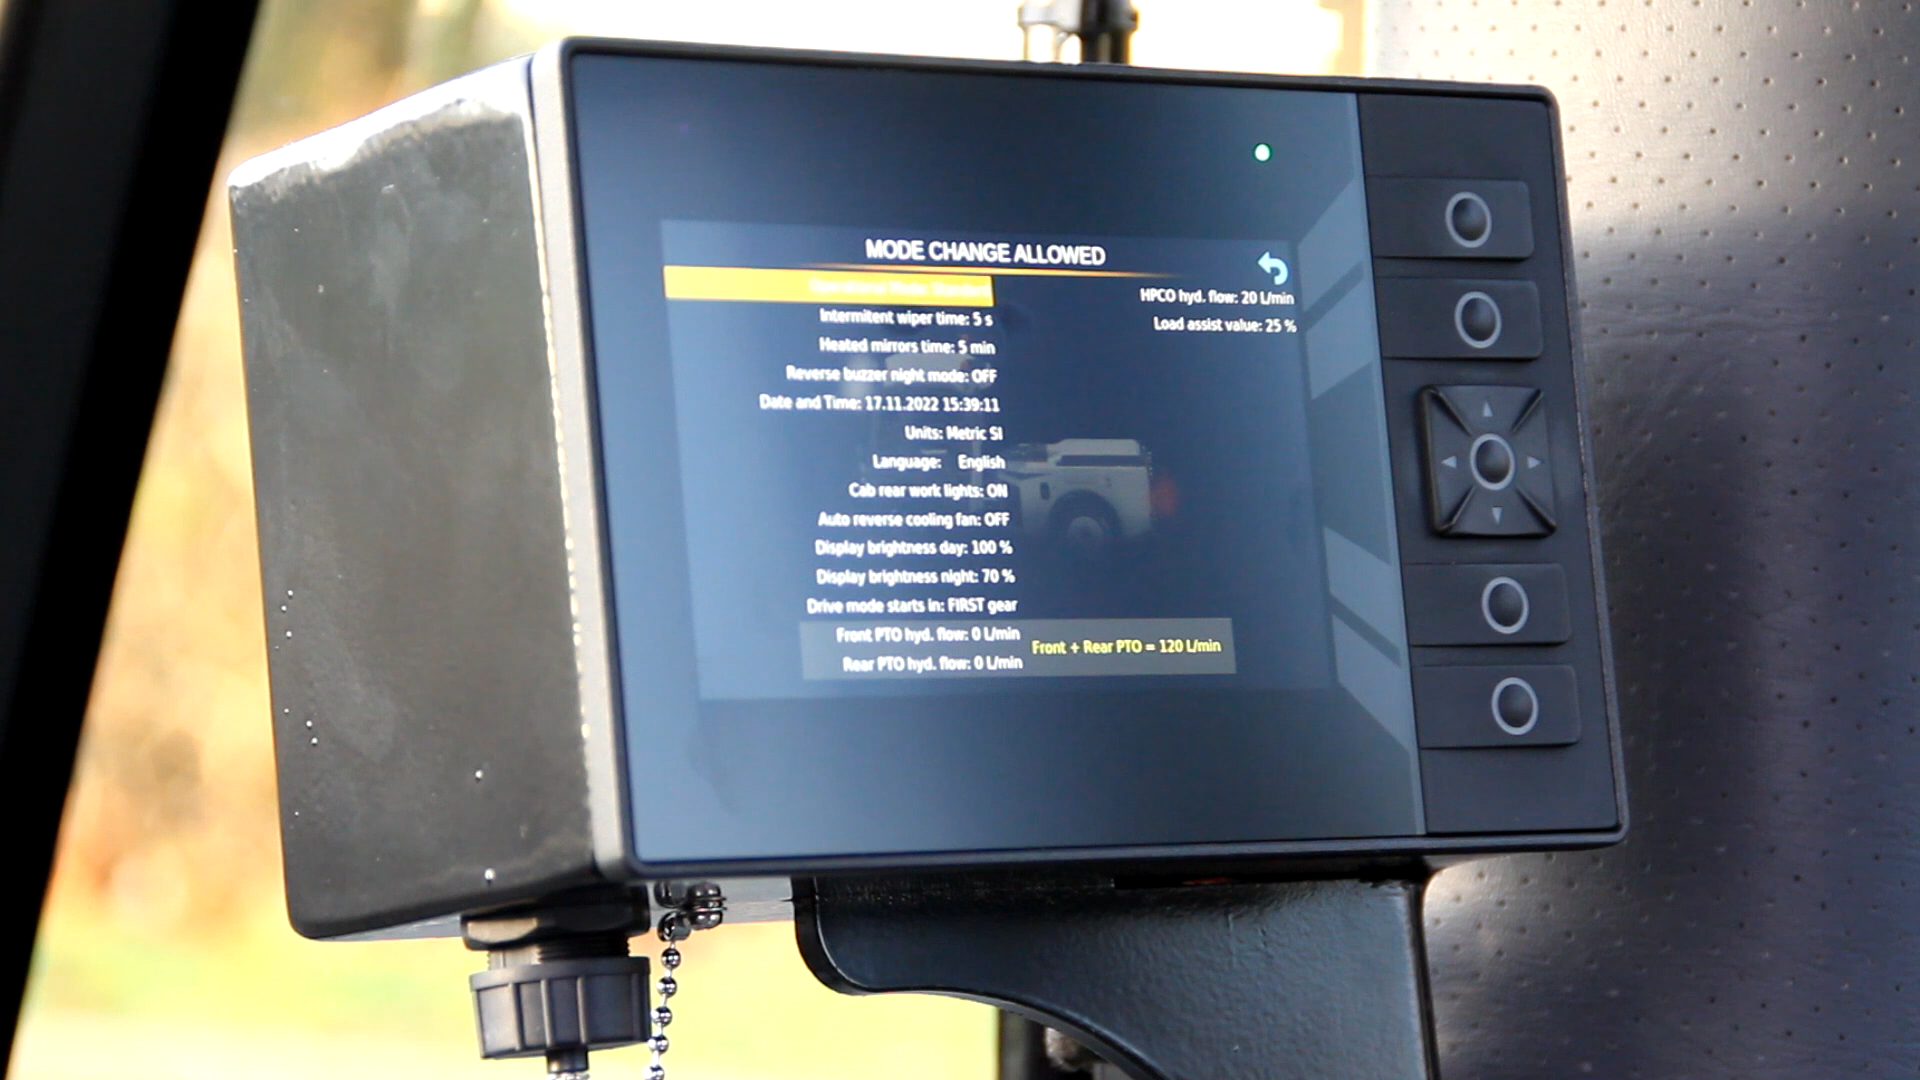 MODE CHANGE ALLOWED
Operational Mode: Standard
Intermitent wiper time: 5 s
Heated mirrors time: 5 min
Reverse buzzer night mode: OFF
Date and Time: 17.11.2022 15:39:11
Units: Metric SI
Language: English
Cab rear work lights: ON
Auto reverse cooling fan: OFF
Display brightness day: 100 %
Display brightness night: 70 %
Drive mode starts in: FIRST gear
Front PTO hyd. flow: 0 L/min
Rear PTO hyd. flow: 0 L/min
Front + Rear PTO = 120 L/min
HPCO hyd. flow: 20 L/min
Load assist value: 25 %